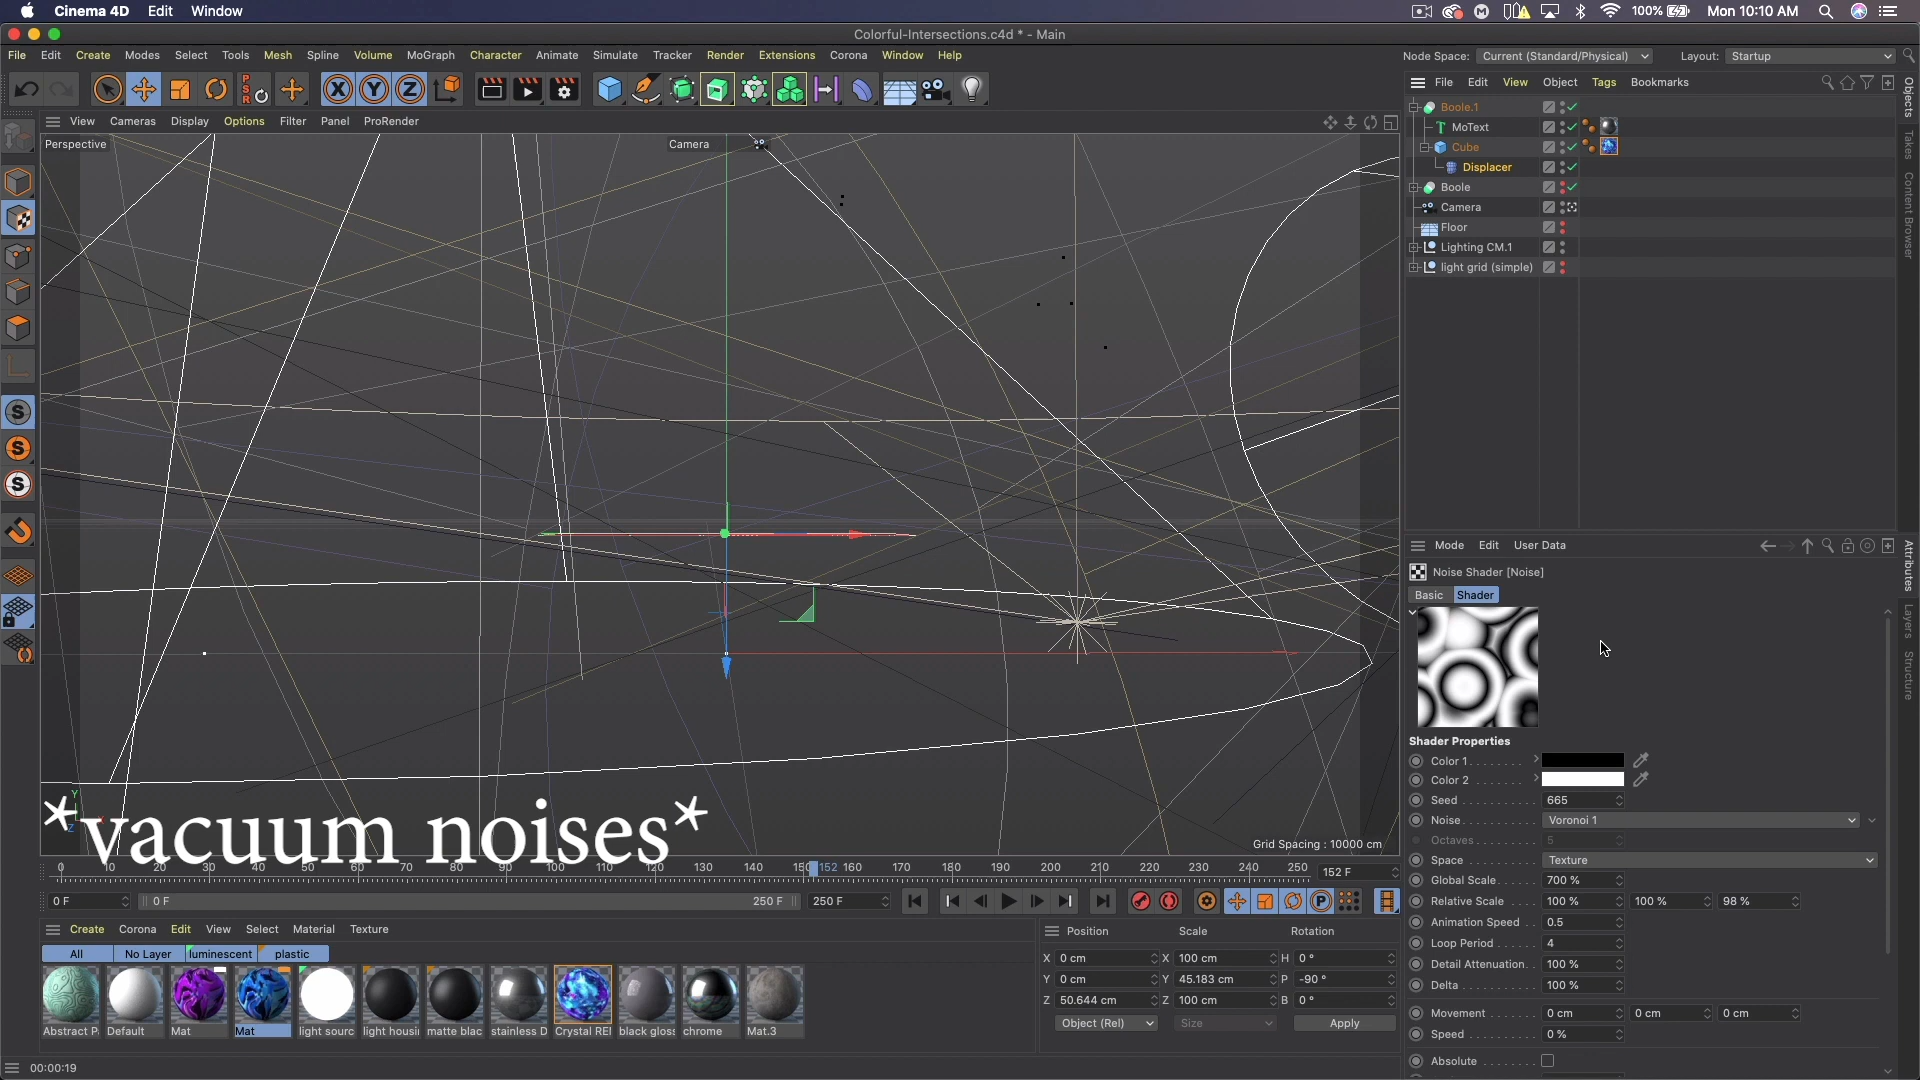 Cinema 4D Edit Window
100% Mon 10:10 AM
Colorful-Intersections.c4d * - Main
File Edit Create Modes Select Tools Mesh Spline Volume MoGraph Character Animate Simulate Tracker Render Extensions Corona Window Help
Node Space: Current (Standard/Physical) Layout: Startup
PSR X Y Z
File Edit View Object Tags Bookmarks
View Cameras Display Options Filter Panel ProRender
Perspective
Camera
Boole.1
MoText
Cube
Displacer
Boole
Camera
Floor
Lighting CM.1
light grid (simple)
Objects
Takes
Content Browser
Mode Edit User Data
Noise Shader [Noise]
Basic Shader
Attributes
Layers
Structure
Shader Properties
Color 1
Color 2
Seed 665
Noise Voronoi 1
Octaves 5
Space Texture
Global Scale 700 %
Relative Scale 100 % 100 % 98 %
Animation Speed 0.5
Loop Period 4
Detail Attenuation 100 %
Delta 100 %
Movement 0 cm 0 cm 0 cm
Speed 0 %
Absolute
*vacuum noises*
Grid Spacing : 10000 cm
0 10 20 30 40 50 60 70 80 90 100 110 120 130 140 150 152 160 170 180 190 200 210 220 230 240 250 152 F
0 F 0 F 250 F 250 F
Create Corona Edit View Select Material Texture
All No Layer luminescent plastic
Abstract P Default Mat Mat light sourc light housi matte blac stainless D Crystal REI black gloss chrome Mat.3
Position Scale Rotation
X 0 cm X 100 cm H 0 °
Y 0 cm Y 45.183 cm P -90 °
Z 50.644 cm Z 100 cm B 0 °
Object (Rel) Size Apply
00:00:19